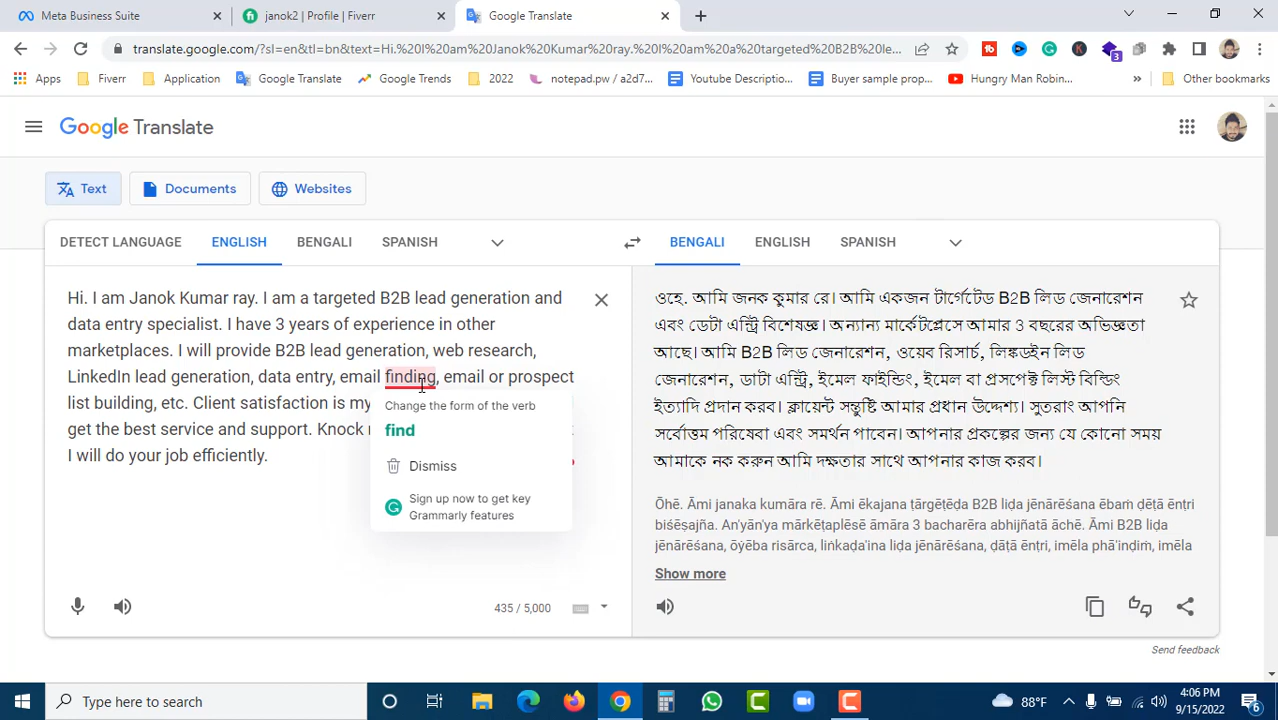 Meta Business Suite
janok2 | Profile | Fiverr
Google Translate
translate.google.com/?sl=en&tl=bn&text=Hi.%20I%20am%20Janok%20Kumar%20ray.%20I%20am%20a%20targeted%20B2B%20le...
3
Apps
Fiverr
Application
Google Translate
Google Trends
2022
notepad.pw / a2d7...
Youtube Descriptio...
Buyer sample prop...
Hungry Man Robin...
»
Other bookmarks
Google Translate
Text
Documents
Websites
DETECT LANGUAGE
ENGLISH
BENGALI
SPANISH
BENGALI
ENGLISH
SPANISH
Hi. I am Janok Kumar ray. I am a targeted B2B lead generation and
data entry specialist. I have 3 years of experience in other
marketplaces. I will provide B2B lead generation, web research,
LinkedIn lead generation, data entry, email finding, email or prospect
list building, etc. Client satisfaction is my
get the best service and support. Knock
I will do your job efficiently.
Change the form of the verb
find
Dismiss
Sign up now to get key
Grammarly features
435 / 5,000
ওহে. আমি জনক কুমার রে। আমি একজন টার্গেটেড B2B লিড জেনারেশন
এবং ডেটা এন্ট্রি বিশেষজ্ঞ। অন্যান্য মার্কেটপ্লেসে আমার 3 বছরের অভিজ্ঞতা
আছে। আমি B2B লিড জেনারেশন, ওয়েব রিসার্চ, লিঙ্কডইন লিড
জেনারেশন, ডাটা এন্ট্রি, ইমেল ফাইন্ডিং, ইমেল বা প্রসপেক্ট লিস্ট বিল্ডিং
ইত্যাদি প্রদান করব। ক্লায়েন্ট সন্তুষ্টি আমার প্রধান উদ্দেশ্য। সুতরাং আপনি
সর্বোত্তম পরিষেবা এবং সমর্থন পাবেন। আপনার প্রকল্পের জন্য যে কোনো সময়
আমাকে নক করুন আমি দক্ষতার সাথে আপনার কাজ করব।
Ōhē. Āmi janaka kumāra rē. Āmi ēkajana ṭārgēṭēḍa B2B liḍa jēnārēśana ēbaṁ ḍēṭā ēnṭri
biśēṣajña. An'yān'ya mārkēṭaplēsē āmāra 3 bacharēra abhijñatā āchē. Āmi B2B liḍa
jēnārēśana, ōẏēba risārca, liṅkaḍa'ina liḍa jēnārēśana, ḍāṭā ēnṭri, imēla phā'inḍiṁ, imēla
Show more
Send feedback
Type here to search
88°F
4:06 PM
9/15/2022
6